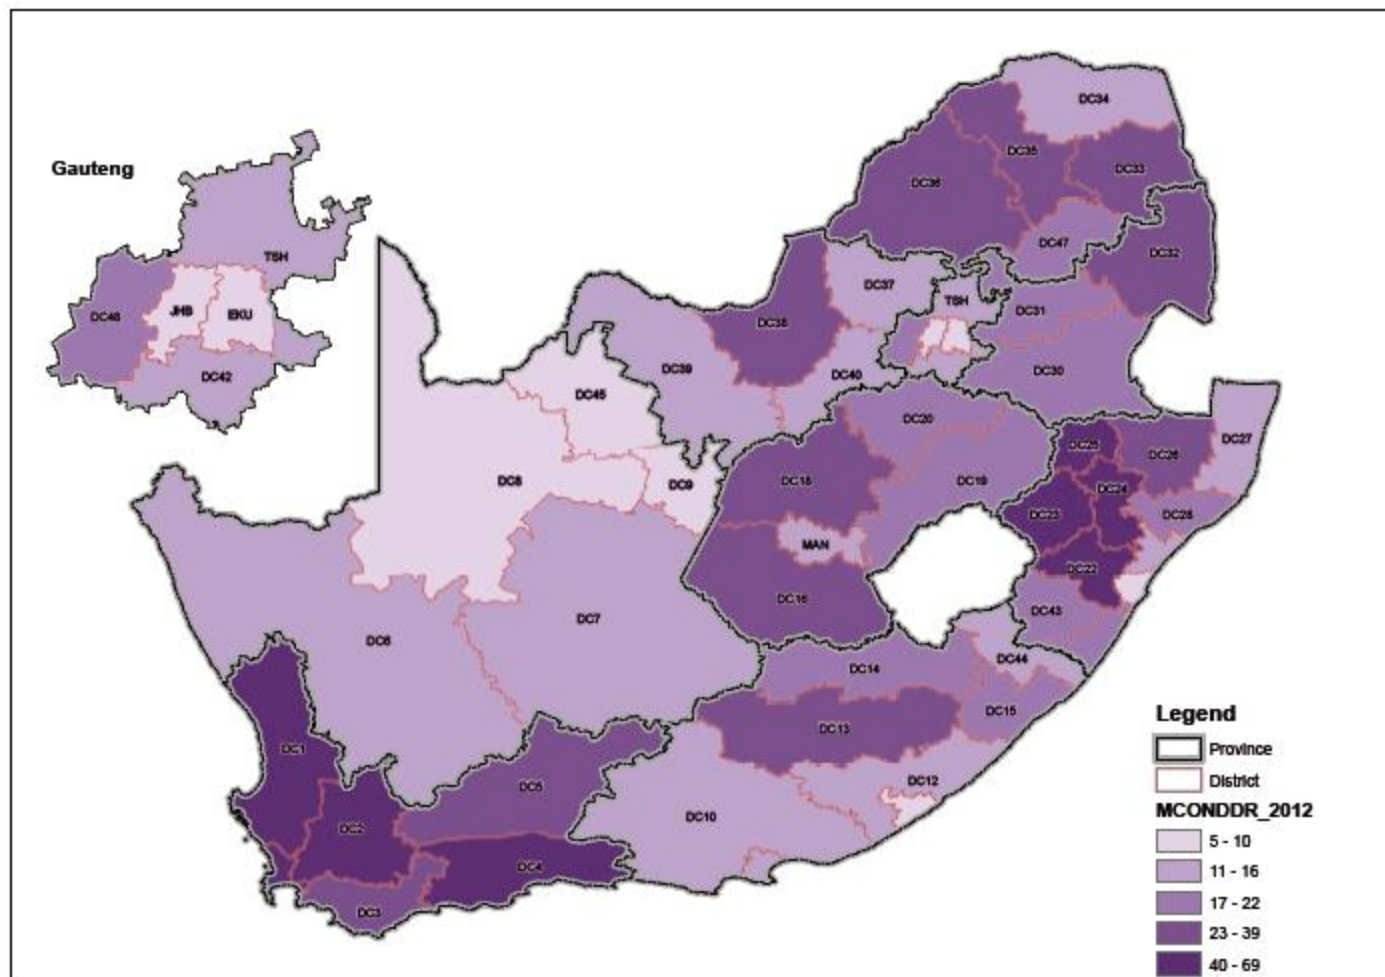 Gauteng
TSH
DC48
JHB
EKU
DC42
DC34
DC35
DC33
DC36
DC47
DC32
DC37
TSH
DC31
DC38
DC30
DC39
DC40
DC45
DC20
DC27
DC25
DC26
DC8
DC9
DC18
DC19
DC24
DC23
DC28
MAN
DC22
DC16
DC43
DC6
DC7
DC44
DC14
DC15
DC13
DC1
DC12
DC5
DC10
DC2
DC4
DC3
Legend
Province
District
MCONDDR_2012
5 - 10
11 - 16
17 - 22
23 - 39
40 - 69